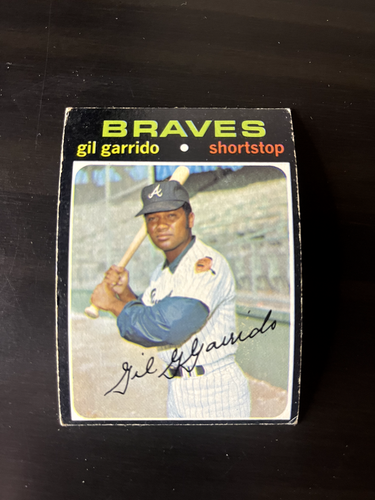 BRAVES
gil garrido • shortstop
A
Gil G Garrido